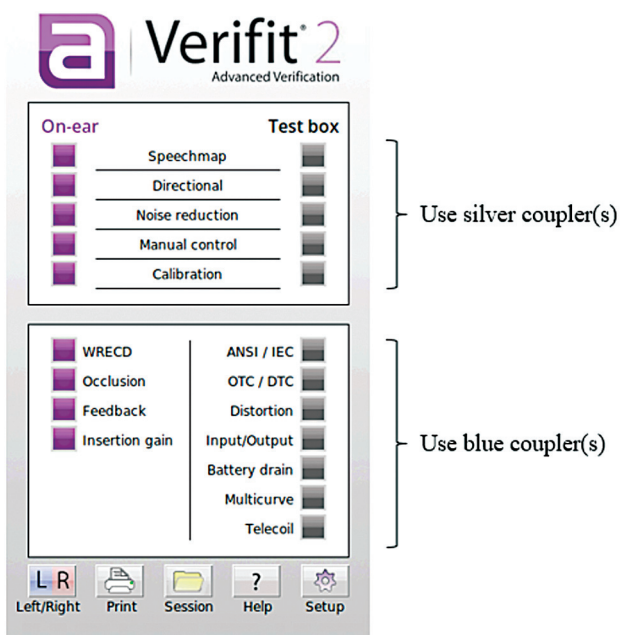 a Verifit® 2
Advanced Verification
On-ear Test box
Speechmap
Directional
Noise reduction
Manual control
Calibration
Use silver coupler(s)
WRECD ANSI / IEC
Occlusion OTC / DTC
Feedback Distortion
Insertion gain Input/Output
Battery drain
Multicurve
Telecoil
Use blue coupler(s)
L R ?
Left/Right Print Session Help Setup